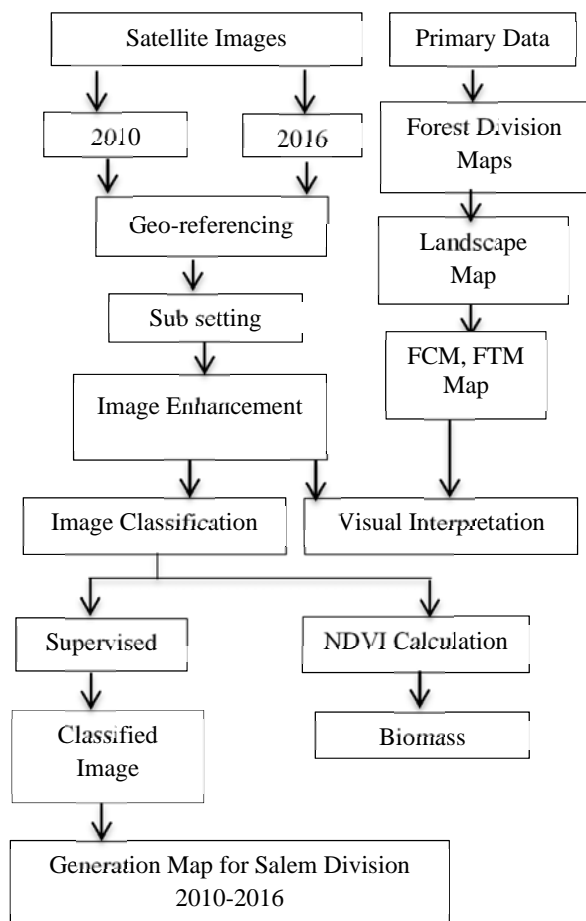 Satellite Images
Primary Data
2010
2016
Forest Division
Maps
Geo-referencing
Landscape
Map
Sub setting
FCM, FTM
Map
Image Enhancement
Image Classification
Visual Interpretation
Supervised
NDVI Calculation
Classified
Image
Biomass
Generation Map for Salem Division
2010-2016